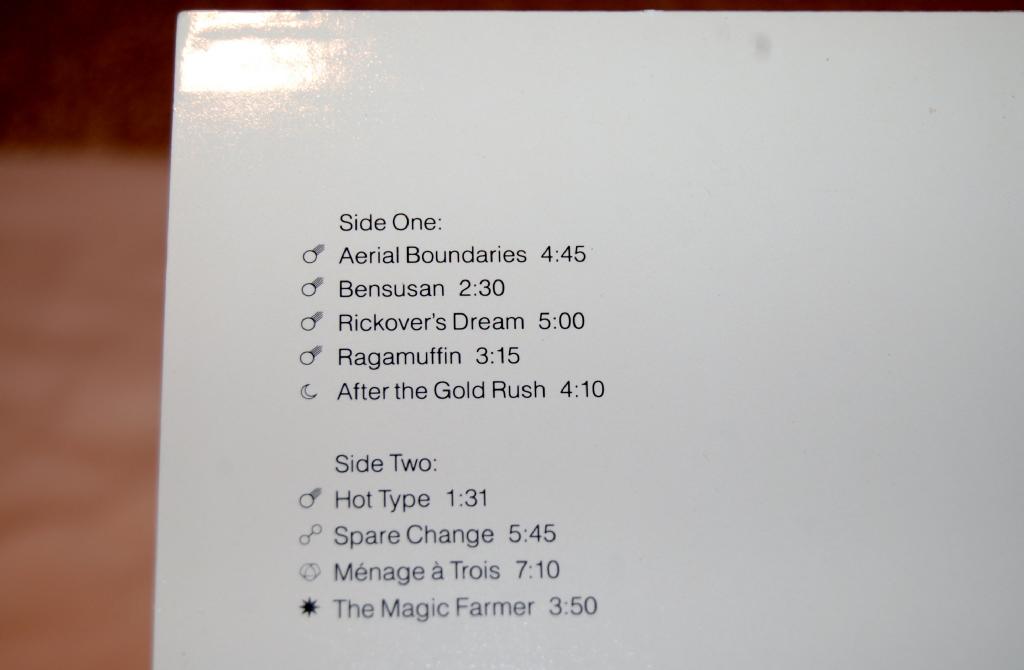 Side One:
Aerial Boundaries 4:45
Bensusan 2:30
Rickover's Dream 5:00
Ragamuffin 3:15
After the Gold Rush 4:10
Side Two:
Hot Type 1:31
Spare Change 5:45
Ménage à Trois 7:10
The Magic Farmer 3:50